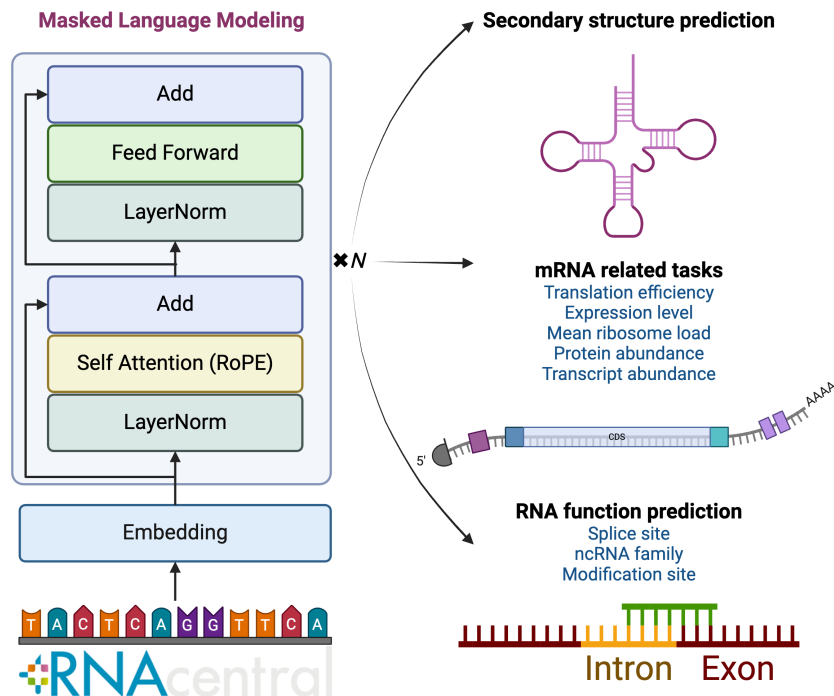 Masked Language Modeling
Add
Feed Forward
LayerNorm
Add
Self Attention (RoPE)
LayerNorm
✖N
Embedding
T A C T C A G G T T C A
RNAcentral
Secondary structure prediction
mRNA related tasks
Translation efficiency
Expression level
Mean ribosome load
Protein abundance
Transcript abundance
5'
CDS
AAAA
RNA function prediction
Splice site
ncRNA family
Modification site
Intron
Exon